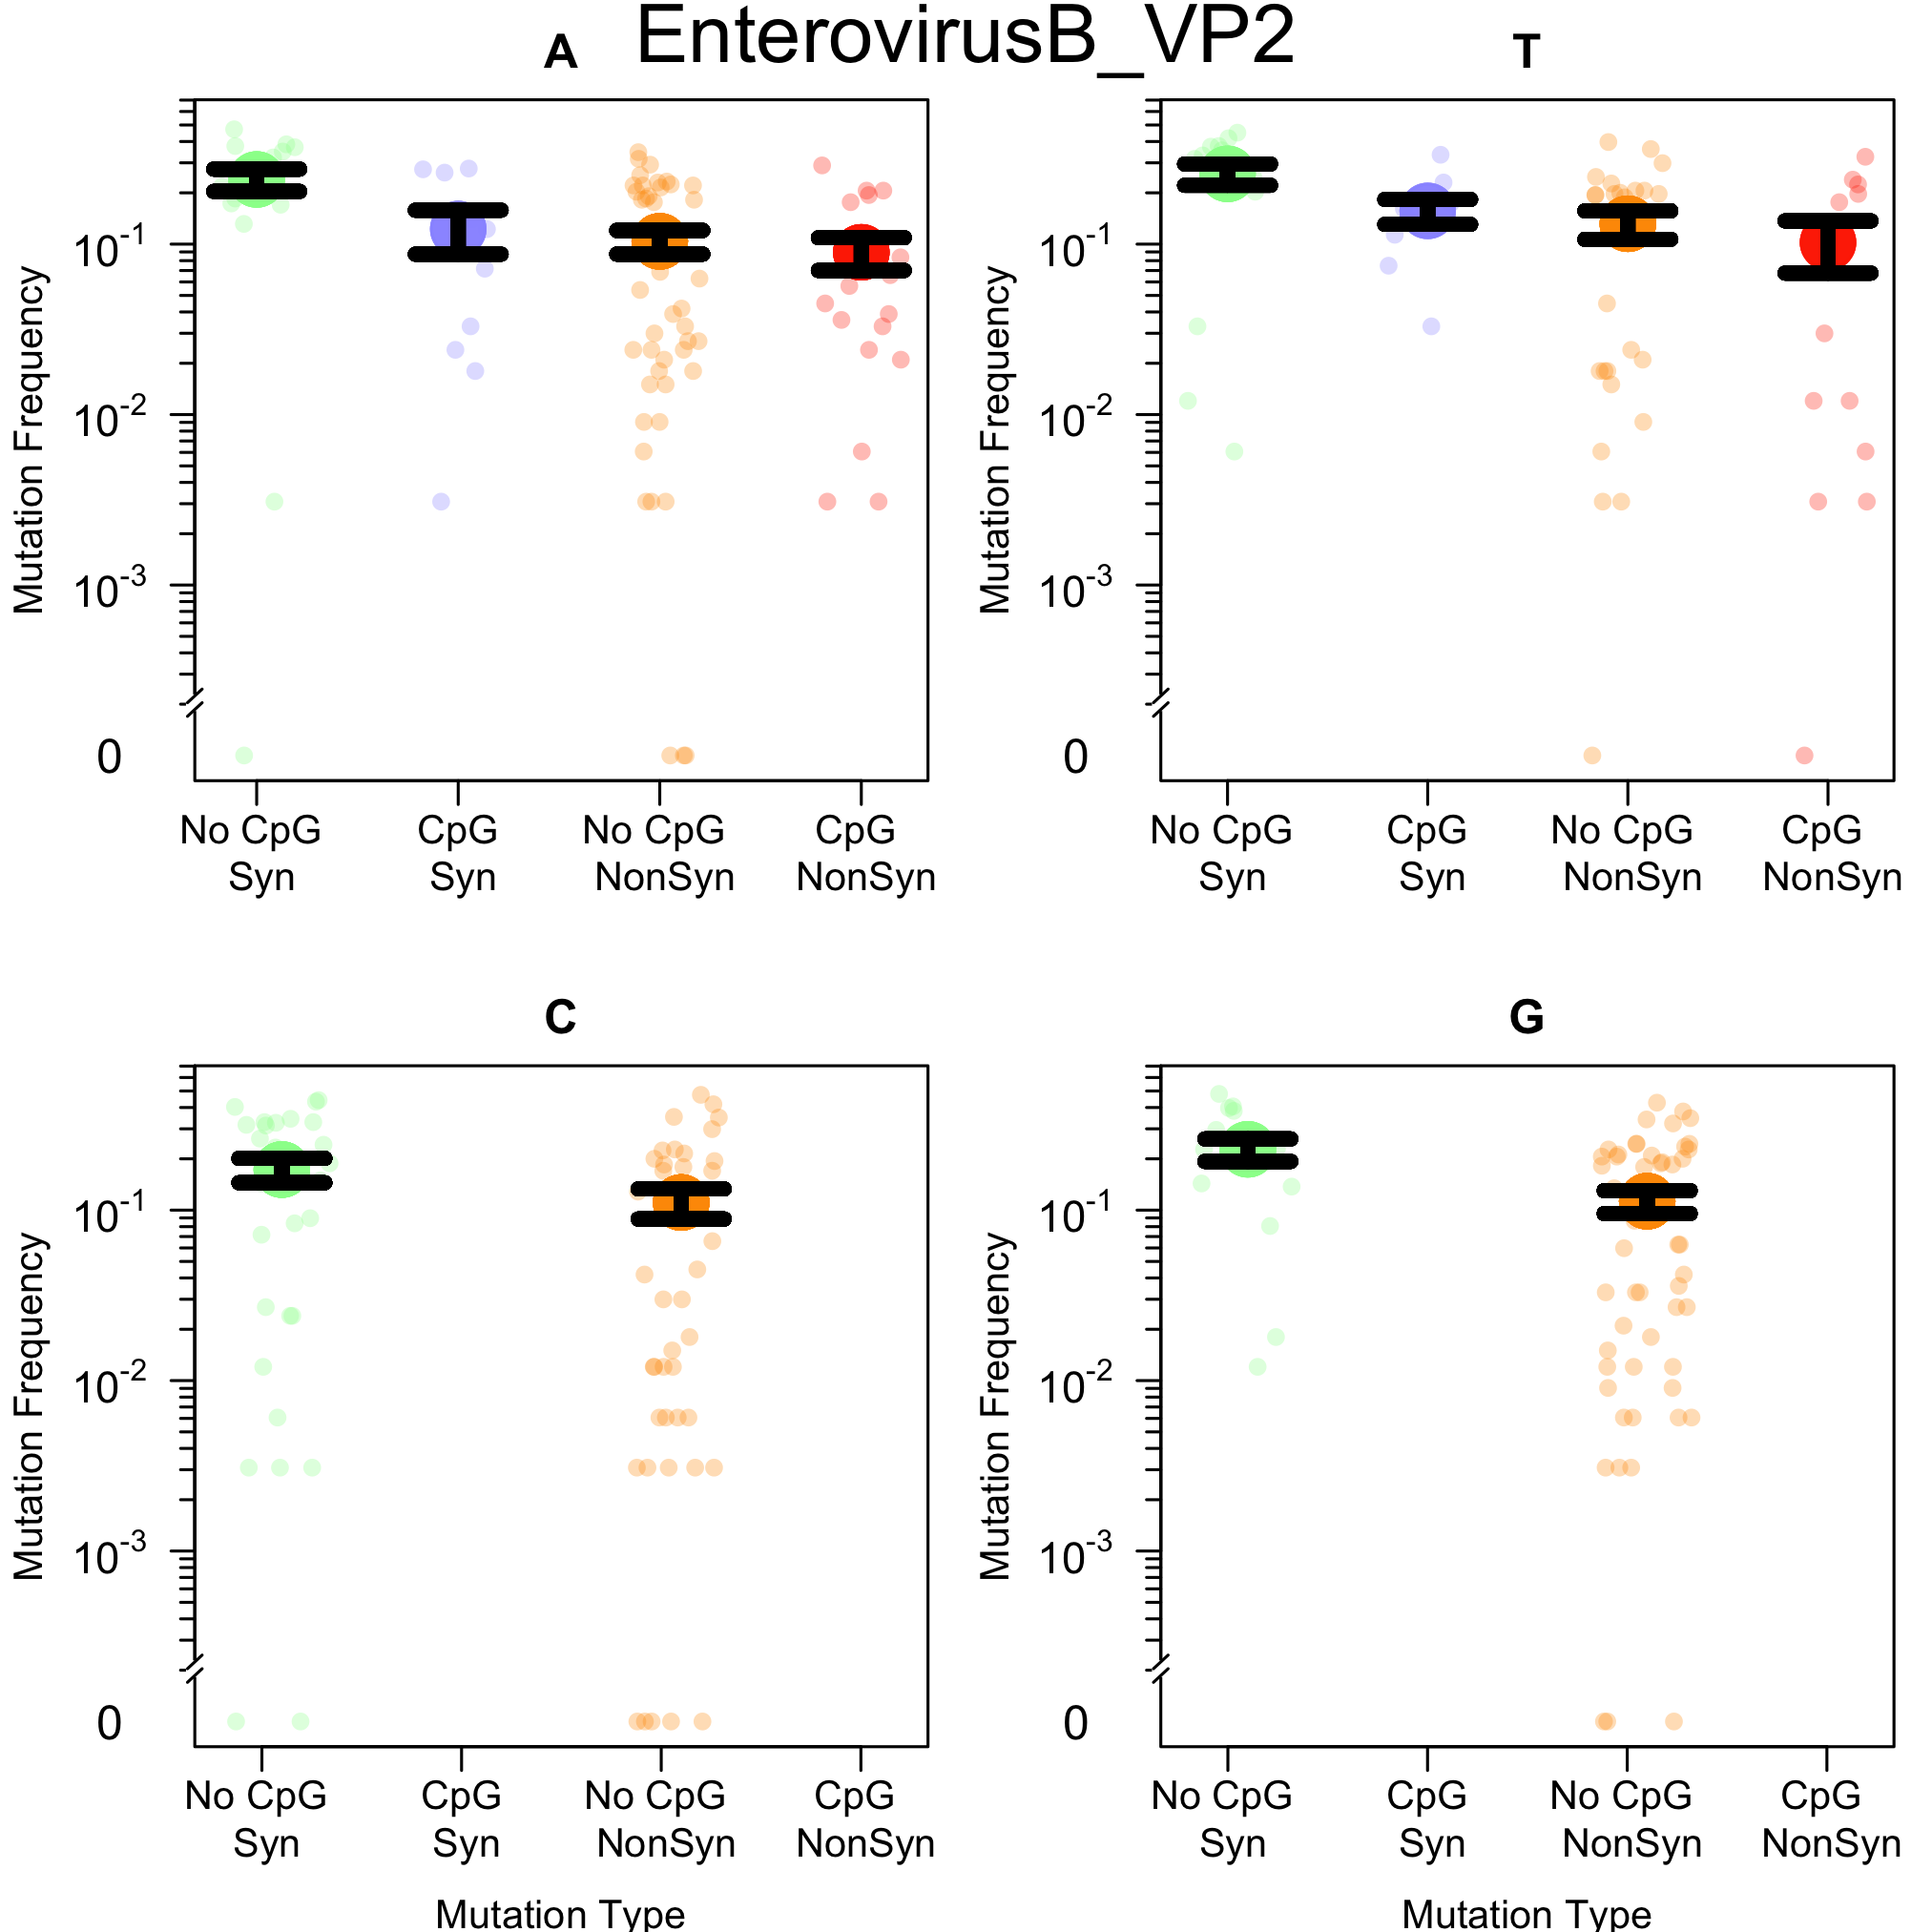 EnterovirusB_VP2
A
Mutation Frequency
10^-1
10^-2
10^-3
0
No CpG Syn
CpG Syn
No CpG NonSyn
CpG NonSyn
T
Mutation Frequency
10^-1
10^-2
10^-3
0
No CpG Syn
CpG Syn
No CpG NonSyn
CpG NonSyn
C
Mutation Frequency
10^-1
10^-2
10^-3
0
No CpG Syn
CpG Syn
No CpG NonSyn
CpG NonSyn
Mutation Type
G
Mutation Frequency
10^-1
10^-2
10^-3
0
No CpG Syn
CpG Syn
No CpG NonSyn
CpG NonSyn
Mutation Type